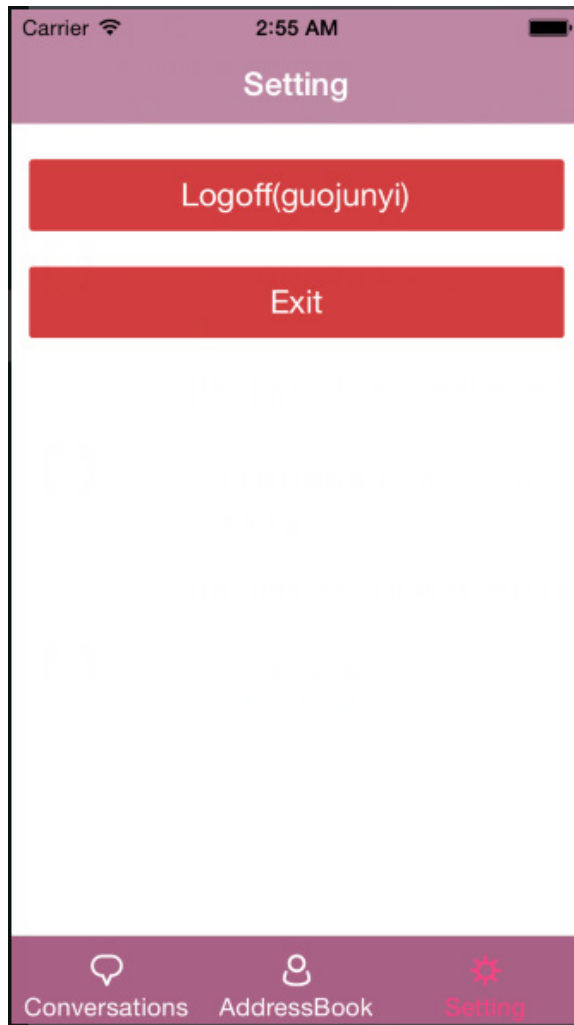 Carrier 2:55 AM
Setting
Logoff(guojunyi)
Exit
Conversations AddressBook Setting